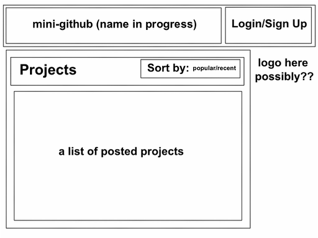 mini-github (name in progress)
Login/Sign Up
Projects
Sort by: popular/recent
logo here
possibly??
a list of posted projects